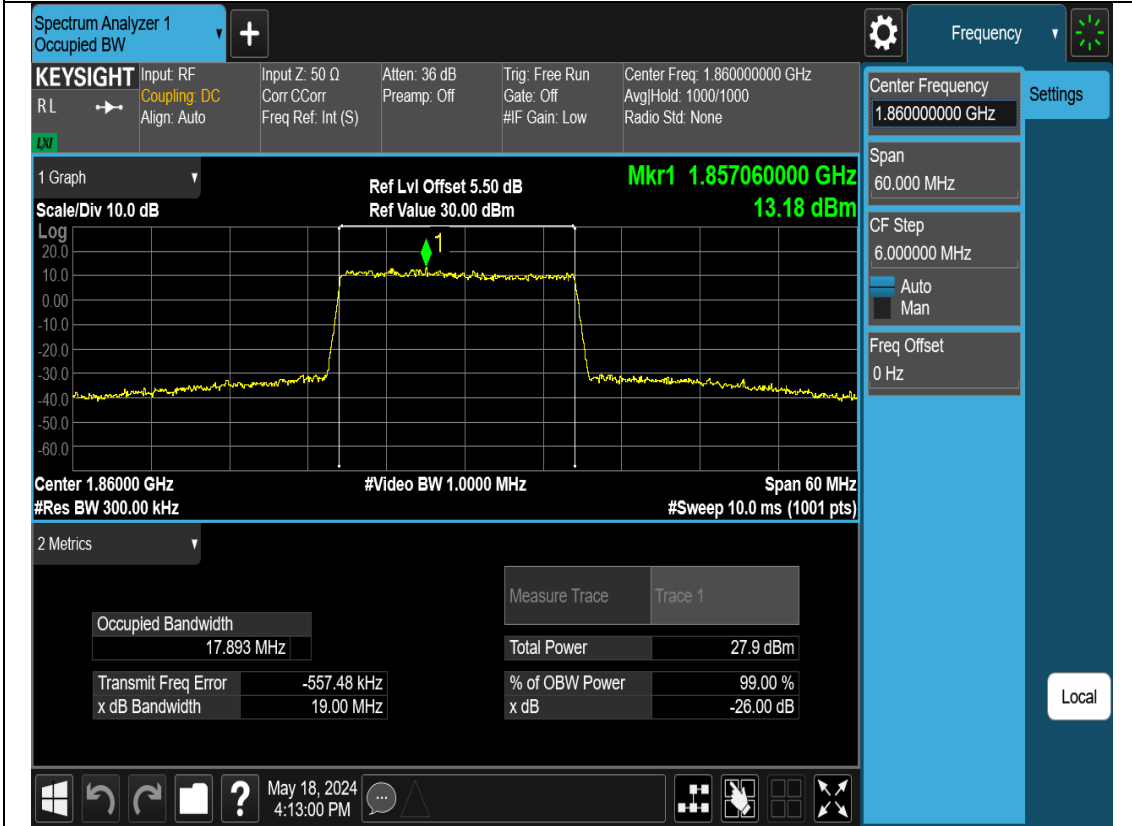 Spectrum Analyzer 1
Occupied BW
Frequency
KEYSIGHT
R L
LXI
Input: RF
Coupling: DC
Align: Auto
Input Z: 50 Ω
Corr CCorr
Freq Ref: Int (S)
Atten: 36 dB
Preamp: Off
Trig: Free Run
Gate: Off
#IF Gain: Low
Center Freq: 1.860000000 GHz
Avg|Hold: 1000/1000
Radio Std: None
Center Frequency
1.860000000 GHz
Settings
Span
60.000 MHz
CF Step
6.000000 MHz
Auto
Man
Freq Offset
0 Hz
Local
1 Graph
Scale/Div 10.0 dB
Ref Lvl Offset 5.50 dB
Ref Value 30.00 dBm
Mkr1 1.857060000 GHz
13.18 dBm
Log
1
20.0
10.0
0.00
-10.0
-20.0
-30.0
-40.0
-50.0
-60.0
Center 1.86000 GHz
#Video BW 1.0000 MHz
Span 60 MHz
#Res BW 300.00 kHz
#Sweep 10.0 ms (1001 pts)
2 Metrics
Measure Trace Trace 1
Occupied Bandwidth
17.893 MHz
Total Power 27.9 dBm
Transmit Freq Error -557.48 kHz
% of OBW Power 99.00 %
x dB Bandwidth 19.00 MHz
x dB -26.00 dB
?
May 18, 2024
4:13:00 PM